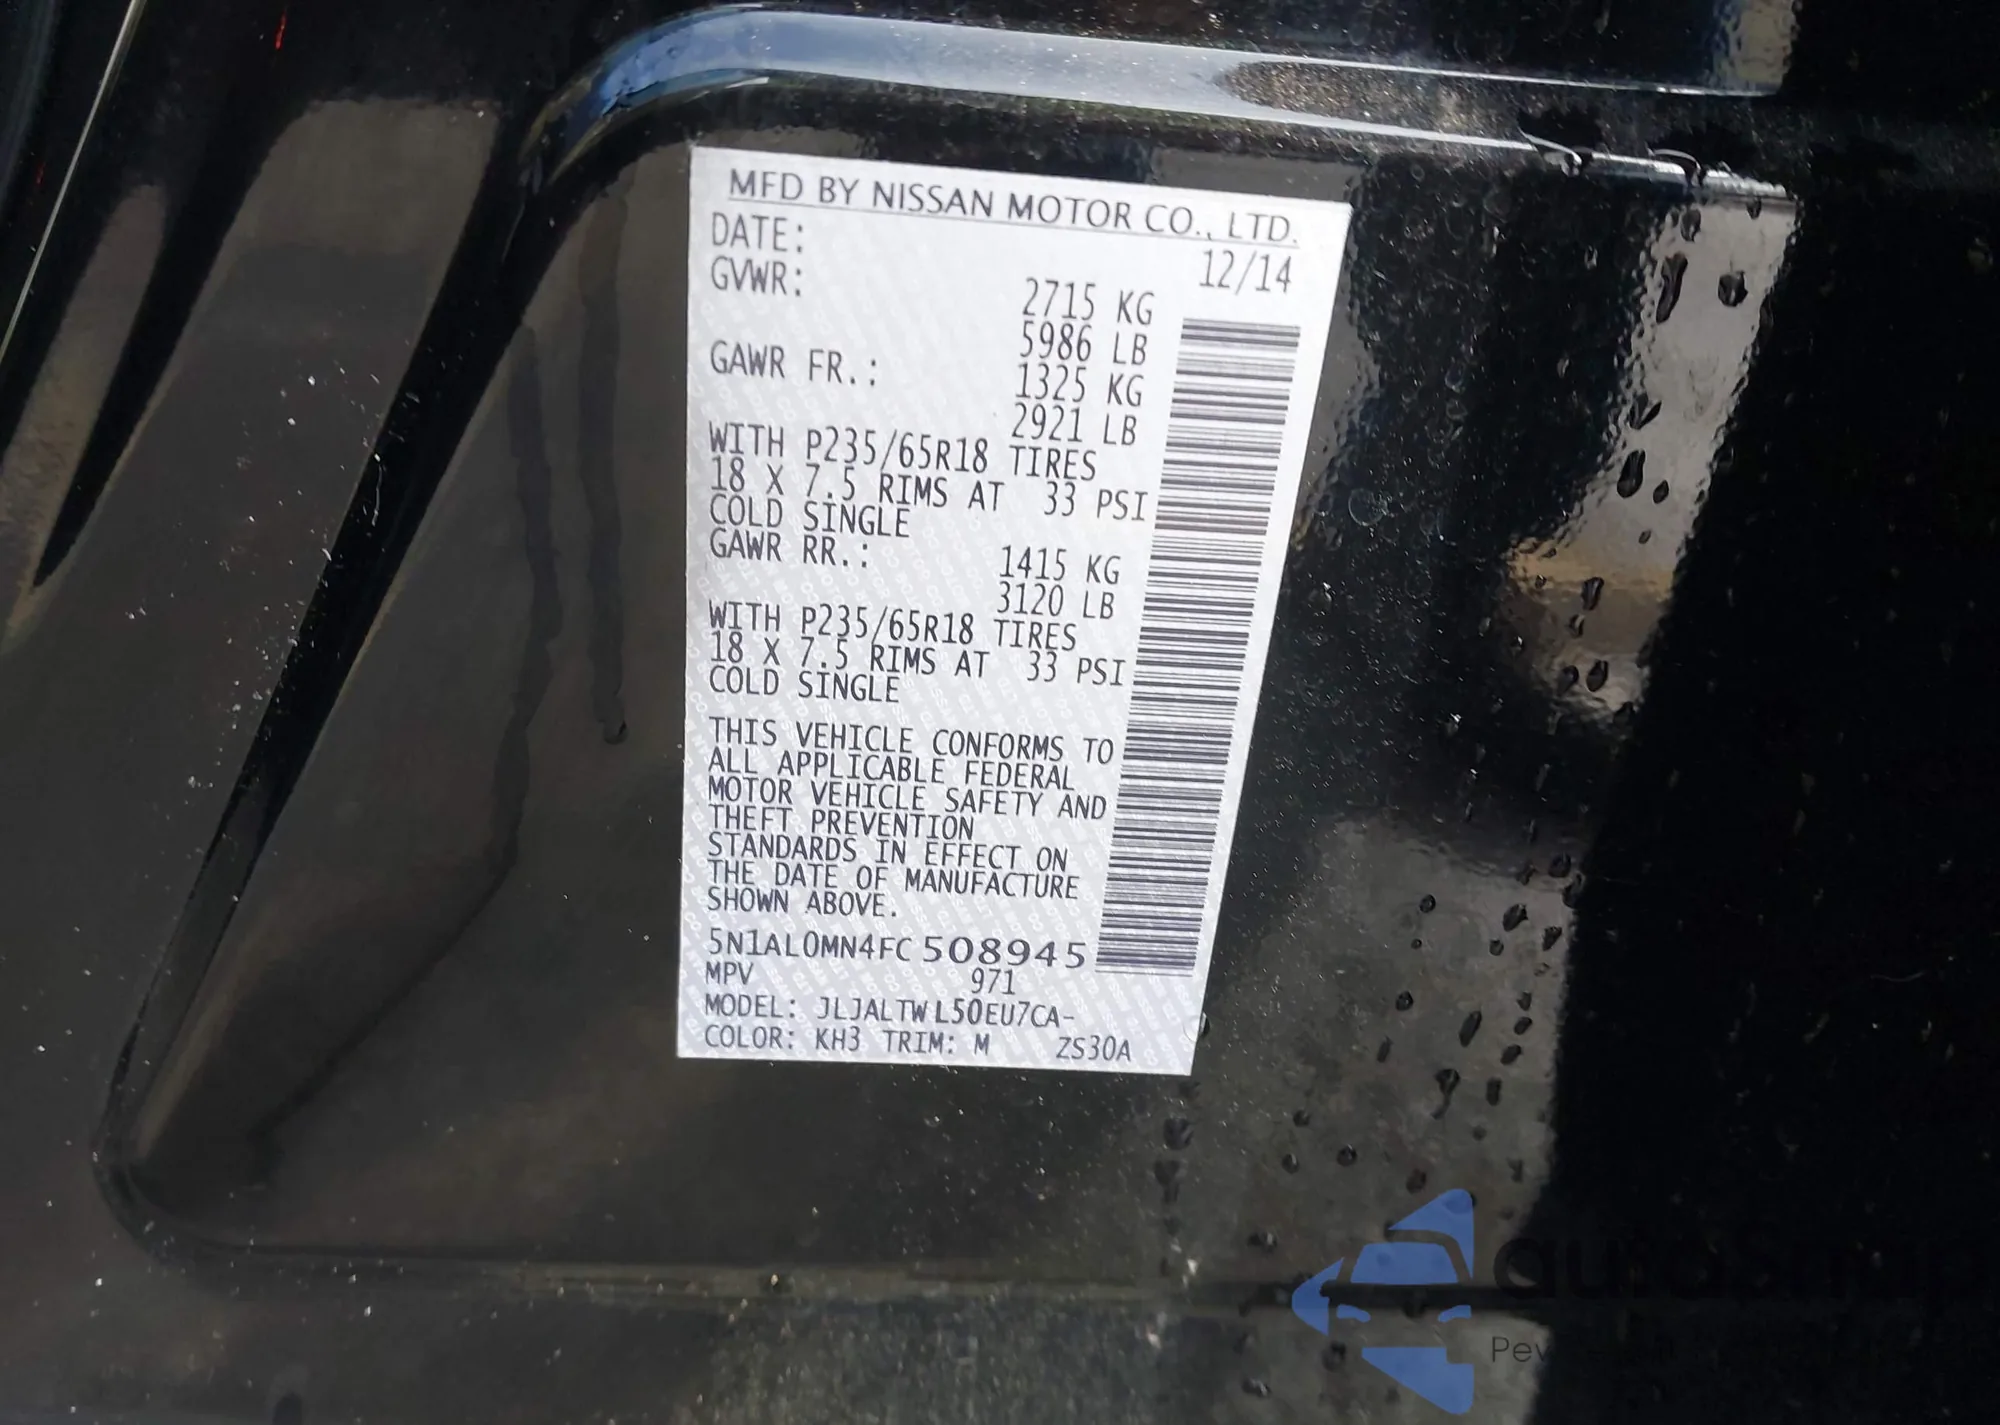 MFD BY NISSAN MOTOR CO., LTD.
DATE: 12/14
GVWR: 2715 KG
5986 LB
GAWR FR.: 1325 KG
2921 LB
WITH P235/65R18 TIRES
18 X 7.5 RIMS AT 33 PSI
COLD SINGLE
GAWR RR.: 1415 KG
3120 LB
WITH P235/65R18 TIRES
18 X 7.5 RIMS AT 33 PSI
COLD SINGLE
THIS VEHICLE CONFORMS TO
ALL APPLICABLE FEDERAL
MOTOR VEHICLE SAFETY AND
THEFT PREVENTION
STANDARDS IN EFFECT ON
THE DATE OF MANUFACTURE
SHOWN ABOVE.
5N1AL0MN4FC508945
MPV 971
MODEL: JLJALTWL50EU7CA-
COLOR: KH3 TRIM: M ZS30A